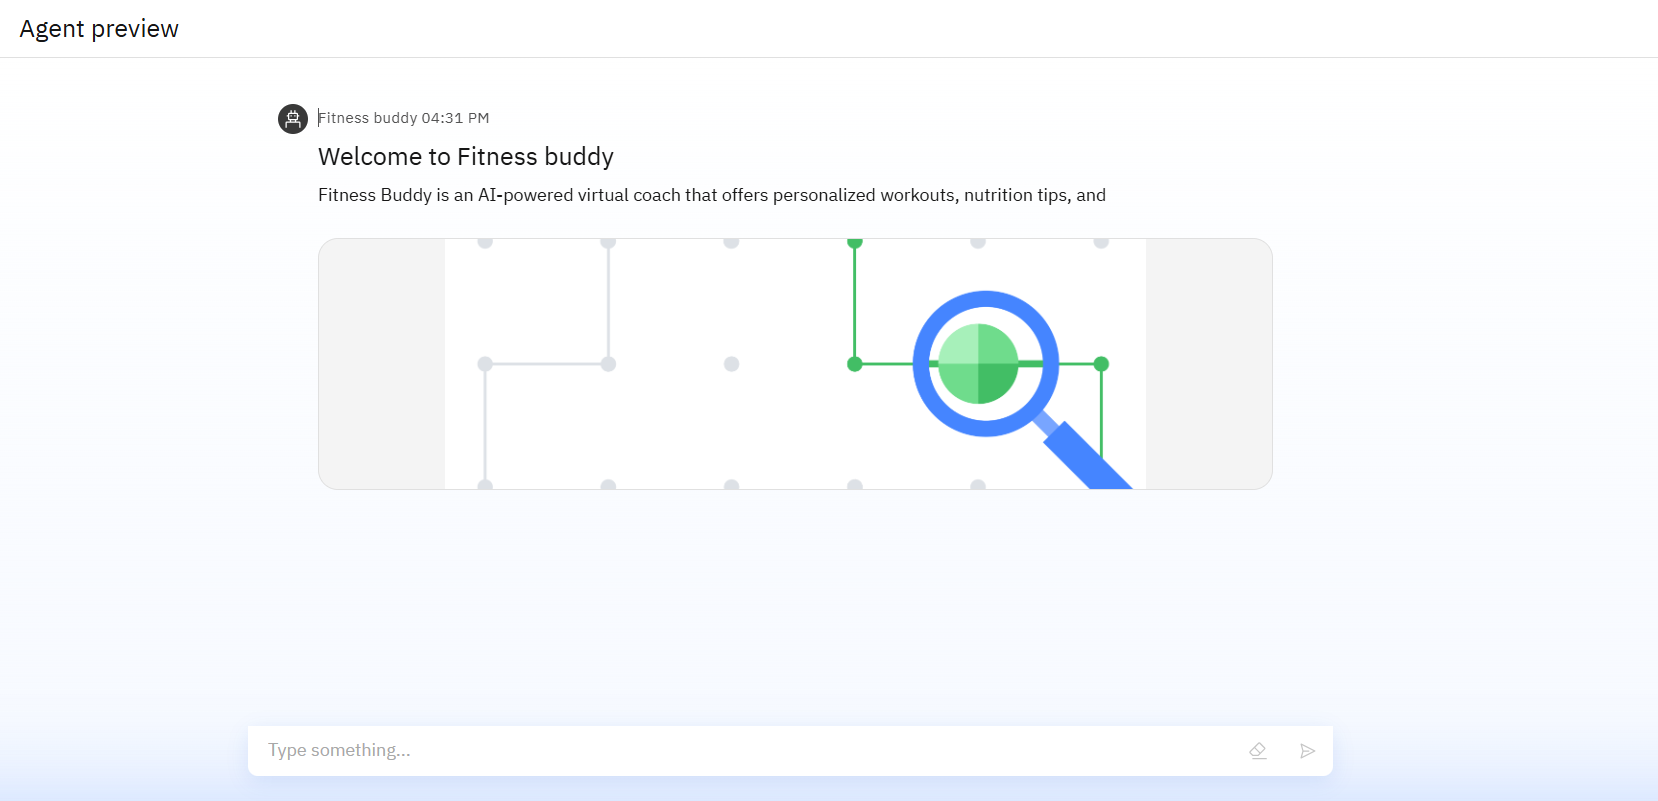 Agent preview
Fitness buddy 04:31 PM
Welcome to Fitness buddy
Fitness Buddy is an AI-powered virtual coach that offers personalized workouts, nutrition tips, and
Type something...